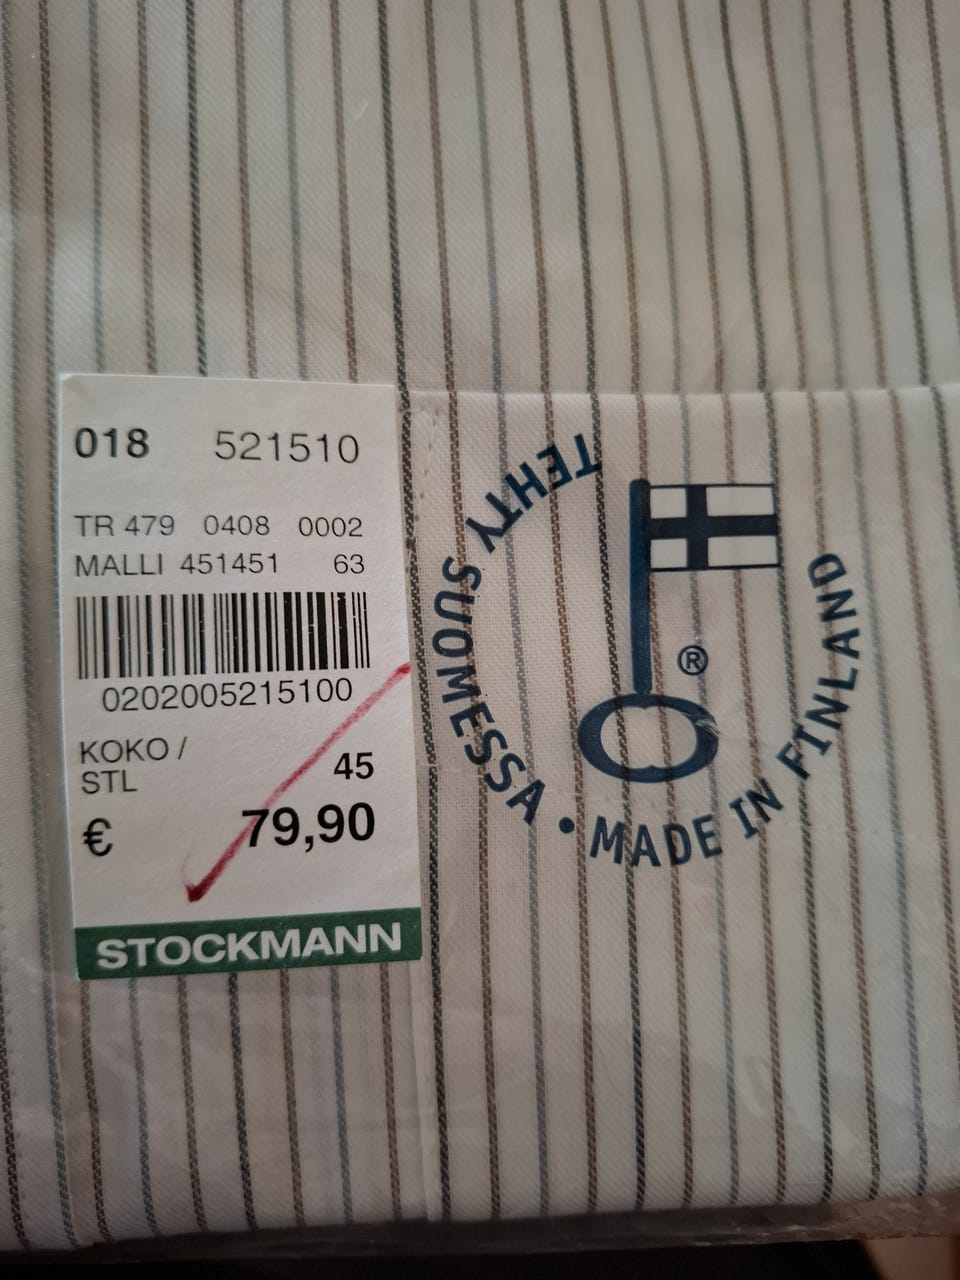 018 521510
TR 479 0408 0002
MALLI 451451 63
0202005215100
KOKO /
STL 45
€ 79,90
STOCKMANN
TEHTY SUOMESSA • MADE IN FINLAND
®